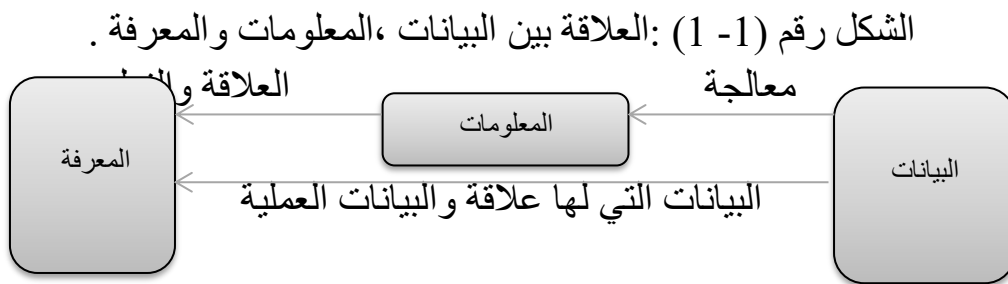 الشكل رقم (1- 1) :العلاقة بين البيانات ،المعلومات والمعرفة .
معالجة
العلاقة
البيانات
المعلومات
المعرفة
البيانات التي لها علاقة والبيانات العملية